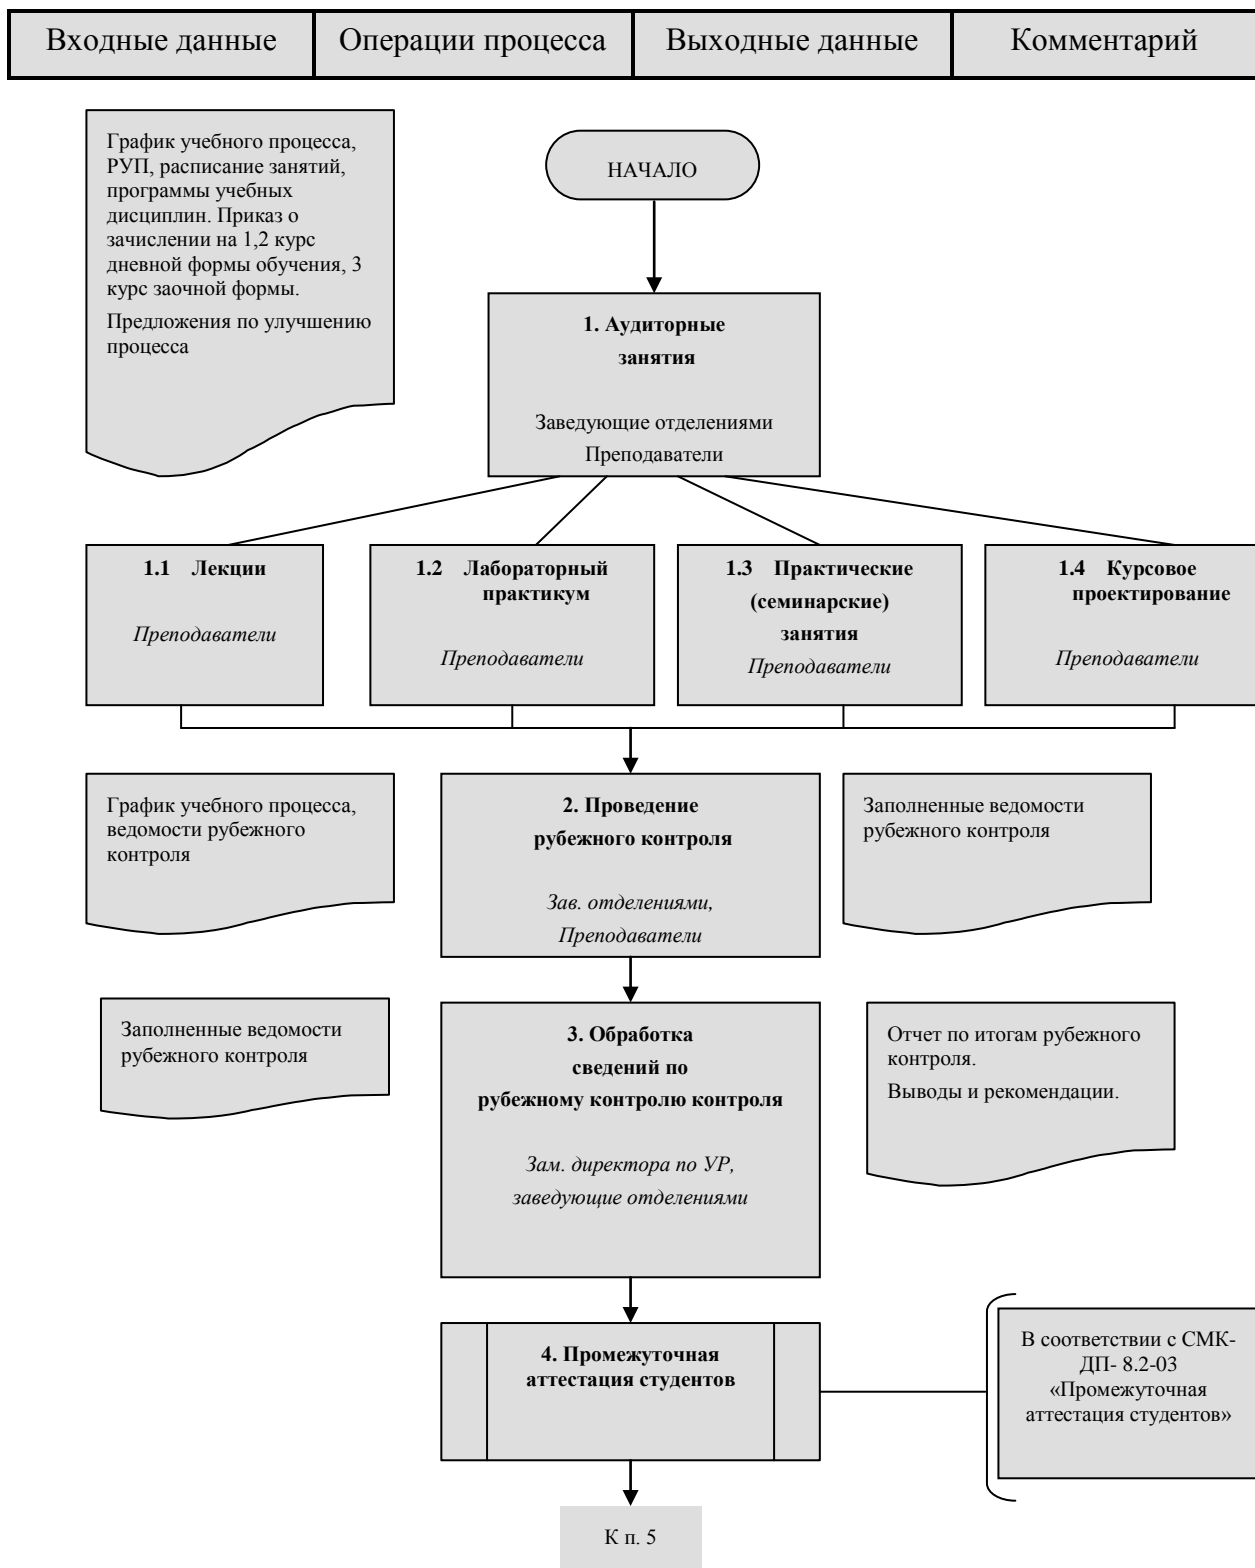 Входные данные
Операции процесса
Выходные данные
Комментарий
График учебного процесса,
РУП, расписание занятий,
программы учебных
дисциплин. Приказ о
зачислении на 1,2 курс
дневной формы обучения, 3
курс заочной формы.
Предложения по улучшению
процесса
НАЧАЛО
1. Аудиторные
занятия
Заведующие отделениями
Преподаватели
1.1 Лекции
Преподаватели
1.2 Лабораторный
практикум
Преподаватели
1.3 Практические
(семинарские)
занятия
Преподаватели
1.4 Курсовое
проектирование
Преподаватели
График учебного процесса,
ведомости рубежного
контроля
2. Проведение
рубежного контроля
Зав. отделениями,
Преподаватели
Заполненные ведомости
рубежного контроля
Заполненные ведомости
рубежного контроля
3. Обработка
сведений по
рубежному контролю контроля
Зам. директора по УР,
заведующие отделениями
Отчет по итогам рубежного
контроля.
Выводы и рекомендации.
4. Промежуточная
аттестация студентов
В соответствии с СМК-
ДП- 8.2-03
«Промежуточная
аттестация студентов»
К п. 5